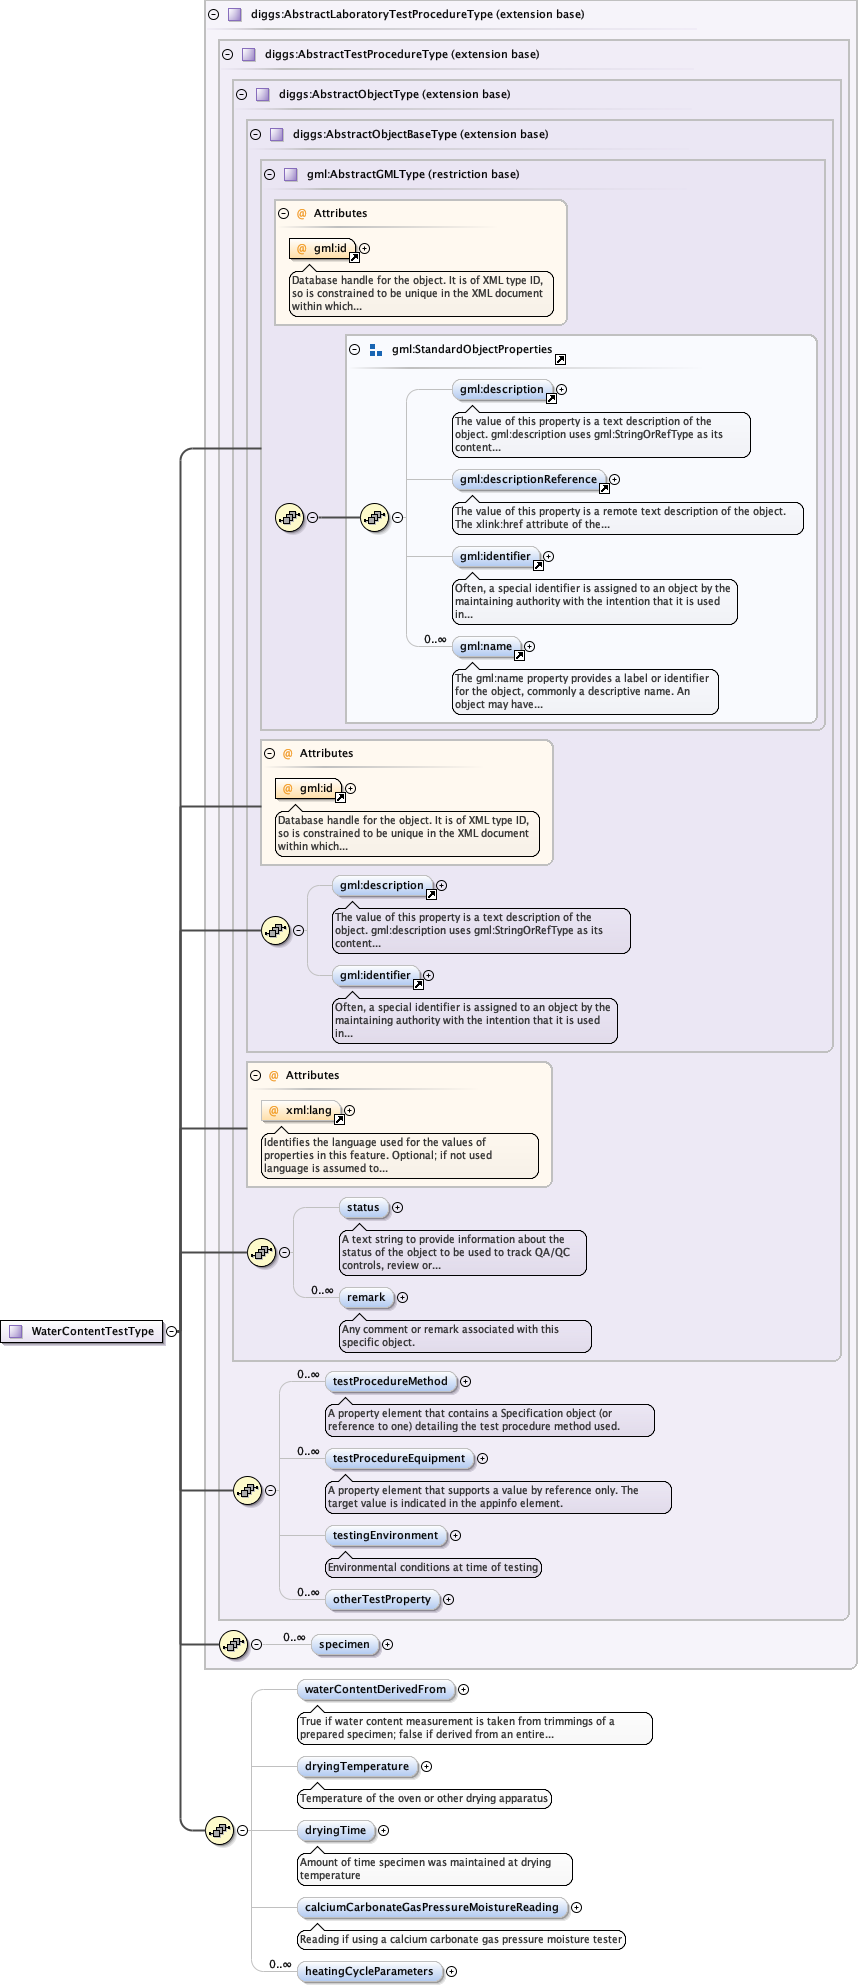 diggs:AbstractLaboratoryTestProcedureType (extension base)
diggs:AbstractTestProcedureType (extension base)
diggs:AbstractObjectType (extension base)
diggs:AbstractObjectBaseType (extension base)
gml:AbstractGMLType (restriction base)
@ Attributes
@ gml:id
Database handle for the object. It is of XML type ID,
so is constrained to be unique in the XML document
within which...
gml:StandardObjectProperties
gml:description
The value of this property is a text description of the
object. gml:description uses gml:StringOrRefType as its
content...
gml:descriptionReference
The value of this property is a remote text description of the object.
The xlink:href attribute of the...
gml:identifier
Often, a special identifier is assigned to an object by the
maintaining authority with the intention that it is used
in...
0..∞
gml:name
The gml:name property provides a label or identifier
for the object, commonly a descriptive name. An
object may have...
@ Attributes
@ gml:id
Database handle for the object. It is of XML type ID,
so is constrained to be unique in the XML document
within which...
gml:description
The value of this property is a text description of the
object. gml:description uses gml:StringOrRefType as its
content...
gml:identifier
Often, a special identifier is assigned to an object by the
maintaining authority with the intention that it is used
in...
@ Attributes
@ xml:lang
Identifies the language used for the values of
properties in this feature. Optional; if not used
language is assumed to...
status
A text string to provide information about the
status of the object to be used to track QA/QC
controls, review or...
0..∞
remark
Any comment or remark associated with this
specific object.
WaterContentTestType
0..∞
testProcedureMethod
A property element that contains a Specification object (or
reference to one) detailing the test procedure method used.
0..∞
testProcedureEquipment
A property element that supports a value by reference only. The
target value is indicated in the appinfo element.
testingEnvironment
Environmental conditions at time of testing
0..∞
otherTestProperty
0..∞
specimen
waterContentDerivedFrom
True if water content measurement is taken from trimmings of a
prepared specimen; false if derived from an entire...
dryingTemperature
Temperature of the oven or other drying apparatus
dryingTime
Amount of time specimen was maintained at drying
temperature
calciumCarbonateGasPressureMoistureReading
Reading if using a calcium carbonate gas pressure moisture tester
0..∞
heatingCycleParameters